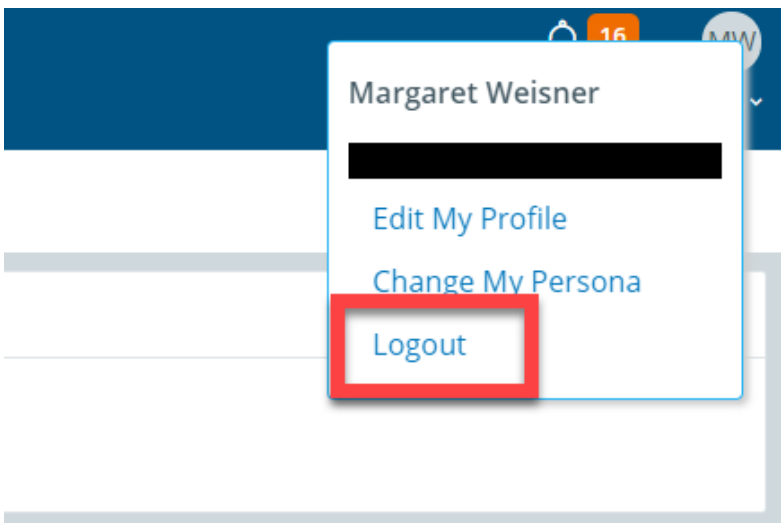 16
MW
Margaret Weisner
Edit My Profile
Change My Persona
Logout